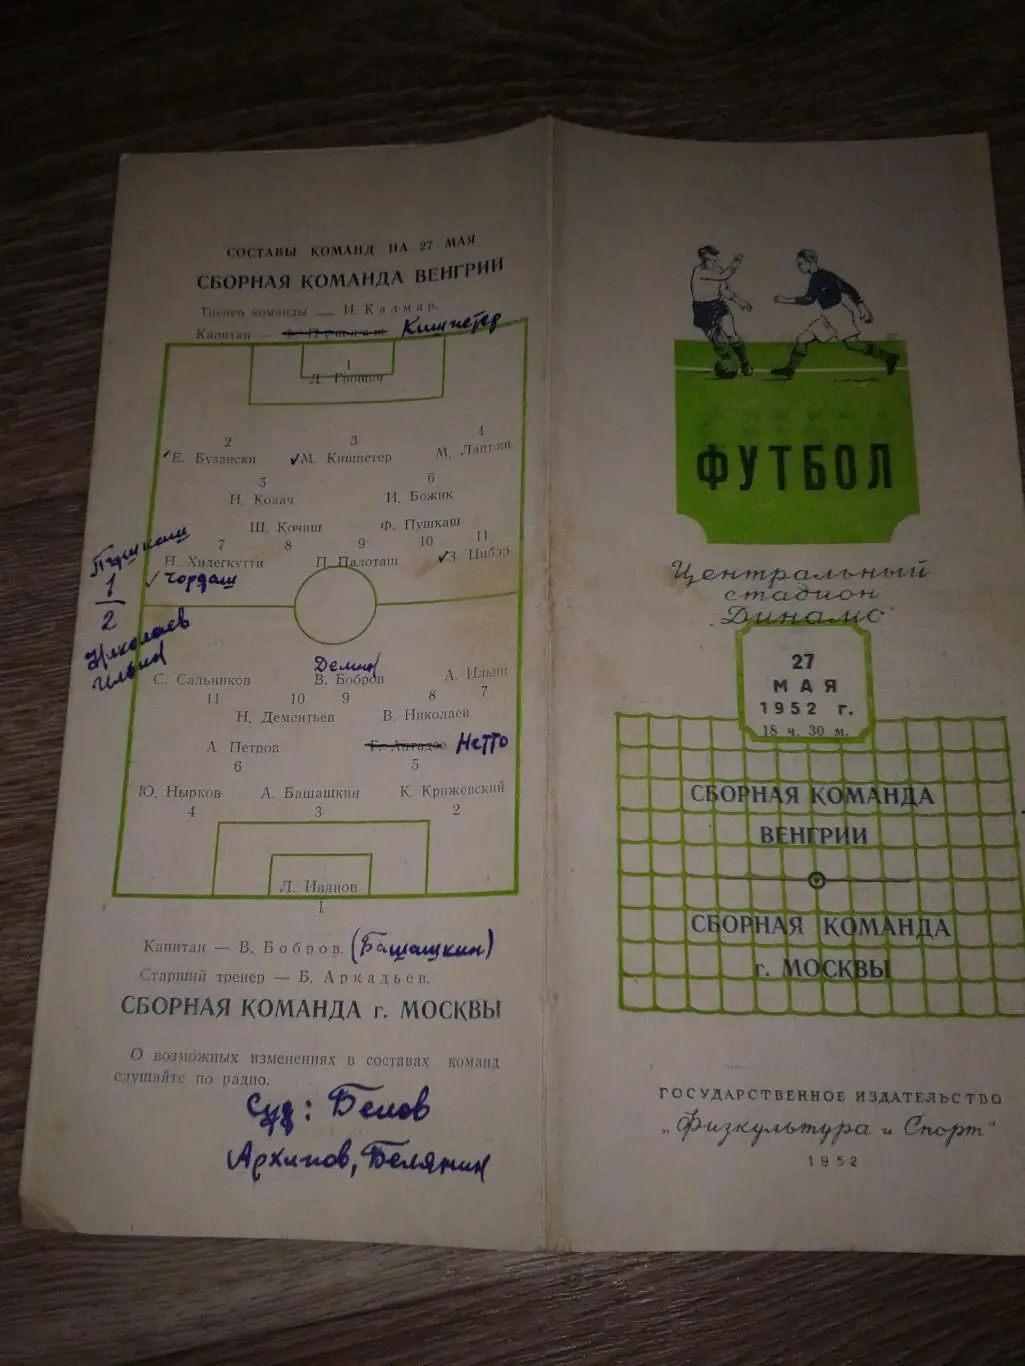 СОСТАВЫ КОМАНД НА 27 МАЯ
СБОРНАЯ КОМАНДА ВЕНГРИИ
Тренер команды — И. Калмар.
Капитан — Ф. Пушкаш Кишпетер
1
Д. Грошич
2 3 4
Е. Бузански М. Кишпетер М. Лантош
5 6
И. Ковач И. Божик
Ш. Кочаш Ф. Пушкаш
7 8 9 10 11
Н. Хидегкутти П. Палоташ З. Цибор
Пушкаш
Чордаш
1
2
Николаев
Ильин
Демин
С. Сальников В. Бобров А. Ильин
11 10 9 8 7
Н. Дементьев В. Николаев
А. Петров Нетто
6 5
Ю. Нырков А. Башашкин К. Крижевский
4 3 2
Л. Иванов
1
Капитан — В. Бобров. (Башашкин)
Старший тренер — Б. Аркадьев.
СБОРНАЯ КОМАНДА г. МОСКВЫ
О возможных изменениях в составах команд
слушайте по радио.
Суд: Белов
Архипов, Белянин
ФУТБОЛ
Центральный
стадион
„Динамо“
27
МАЯ
1952 г.
18 ч. 30 м.
СБОРНАЯ КОМАНДА
ВЕНГРИИ
СБОРНАЯ КОМАНДА
г. МОСКВЫ
ГОСУДАРСТВЕННОЕ ИЗДАТЕЛЬСТВО
„Физкультура и Спорт“
1952